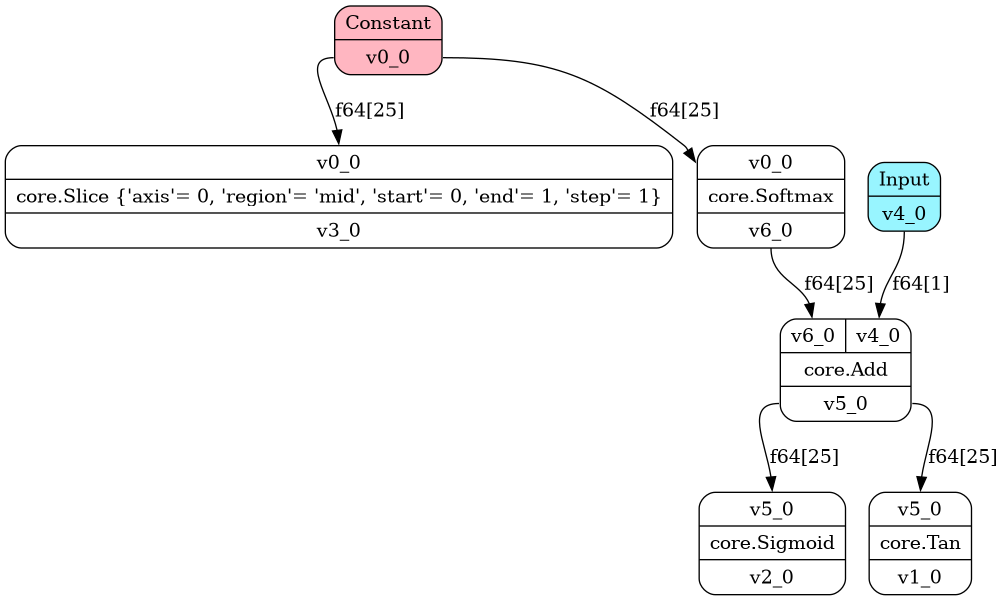 Constant
v0_0
f64[25]
f64[25]
v0_0
core.Slice {'axis'= 0, 'region'= 'mid', 'start'= 0, 'end'= 1, 'step'= 1}
v3_0
v0_0
core.Softmax
v6_0
Input
v4_0
f64[25]
f64[1]
v6_0
v4_0
core.Add
v5_0
f64[25]
f64[25]
v5_0
core.Sigmoid
v2_0
v5_0
core.Tan
v1_0